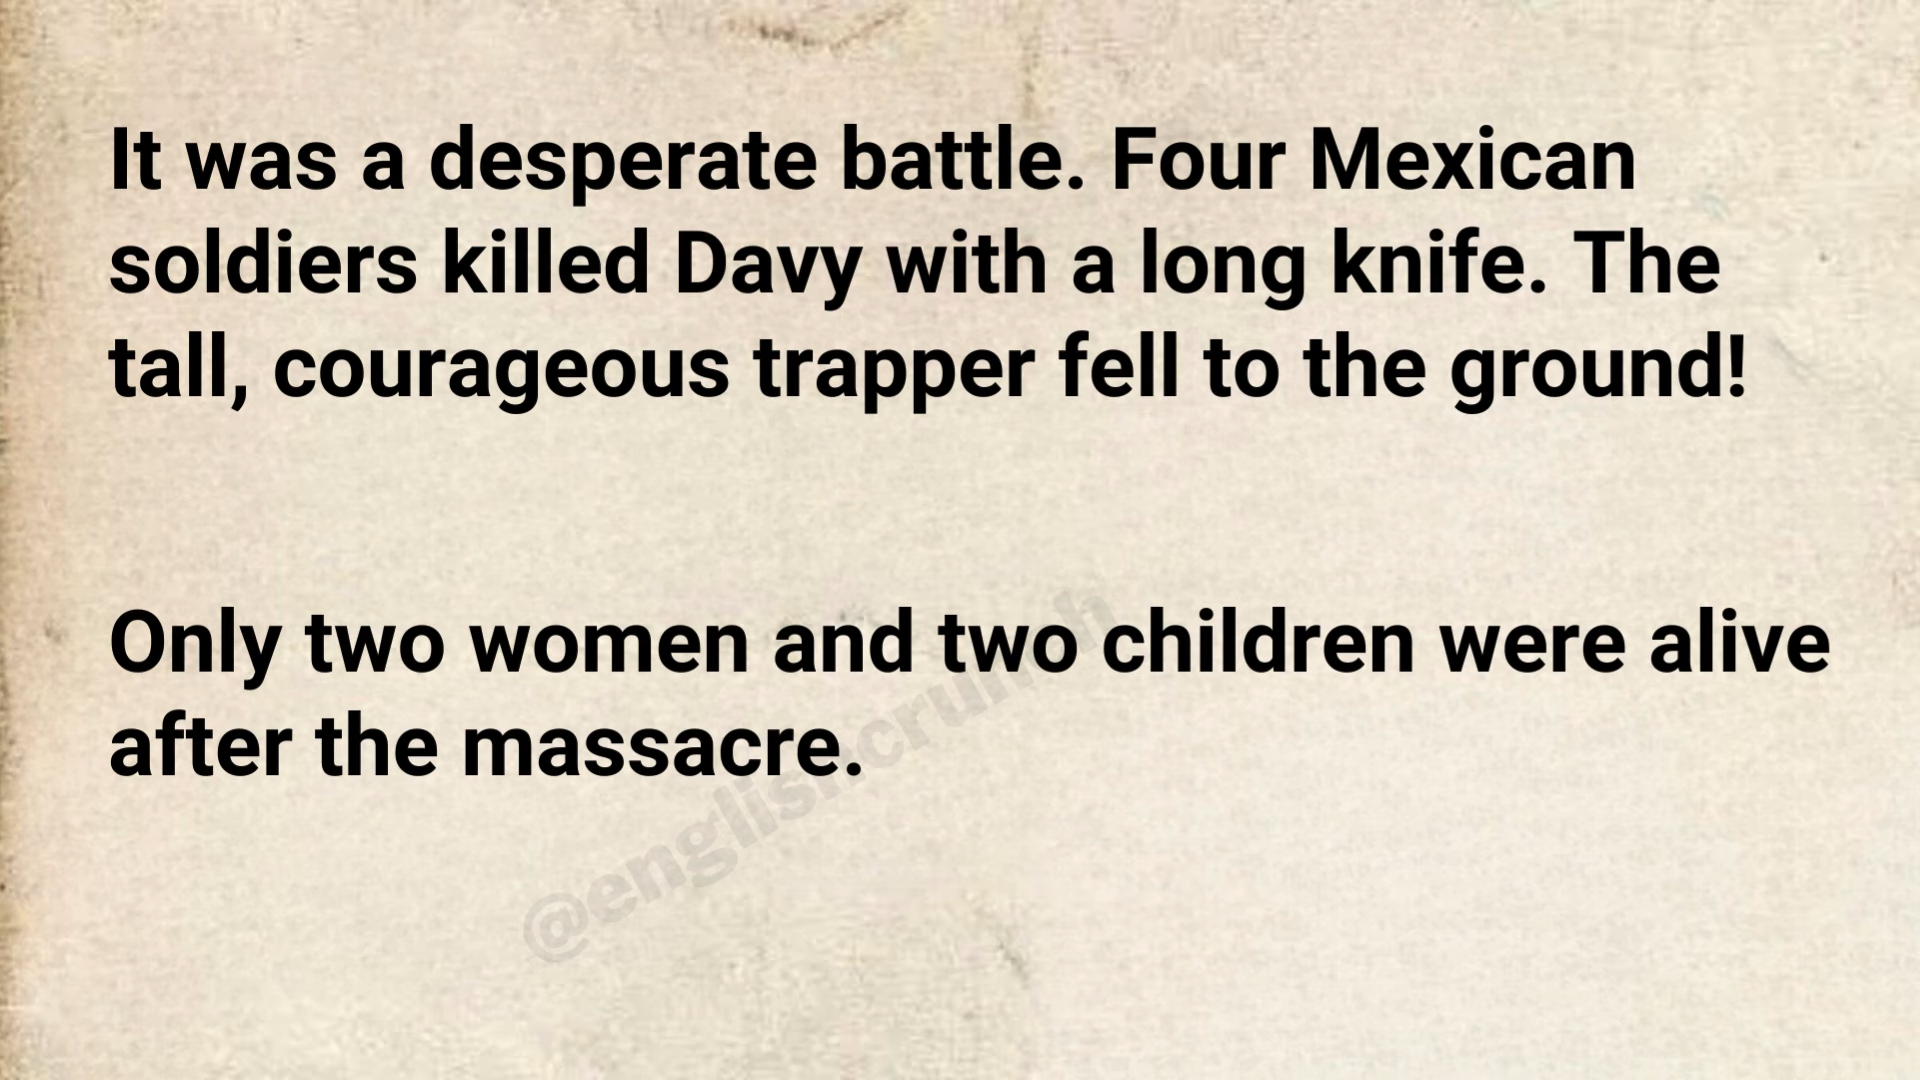 It was a desperate battle. Four Mexican
soldiers killed Davy with a long knife. The
tall, courageous trapper fell to the ground!
Only two women and two children were alive
after the massacre.